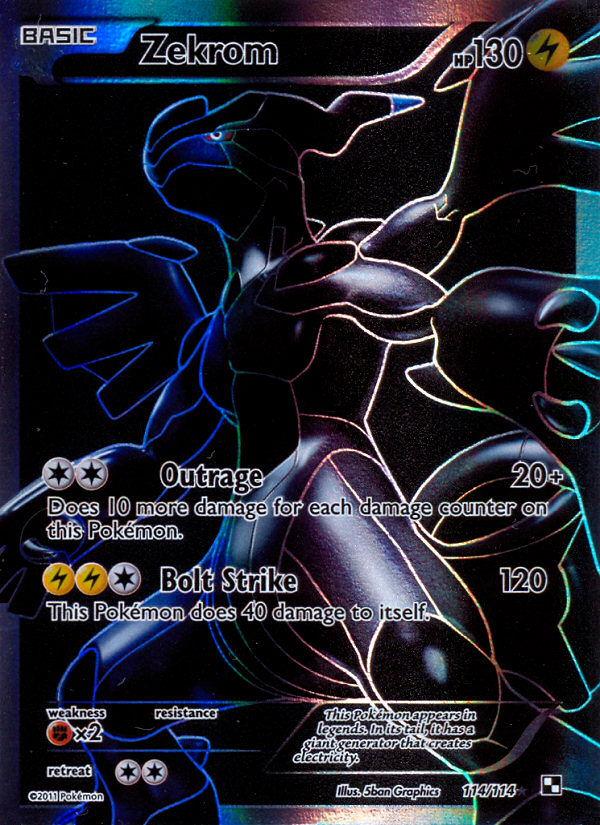 BASIC Zekrom HP130
Outrage 20+
Does 10 more damage for each damage counter on
this Pokémon.
Bolt Strike 120
This Pokémon does 40 damage to itself.
weakness resistance
×2
retreat
This Pokémon appears in
legends. In its tail, it has a
giant generator that creates
electricity.
©2011 Pokémon Illus. 5ban Graphics 114/114